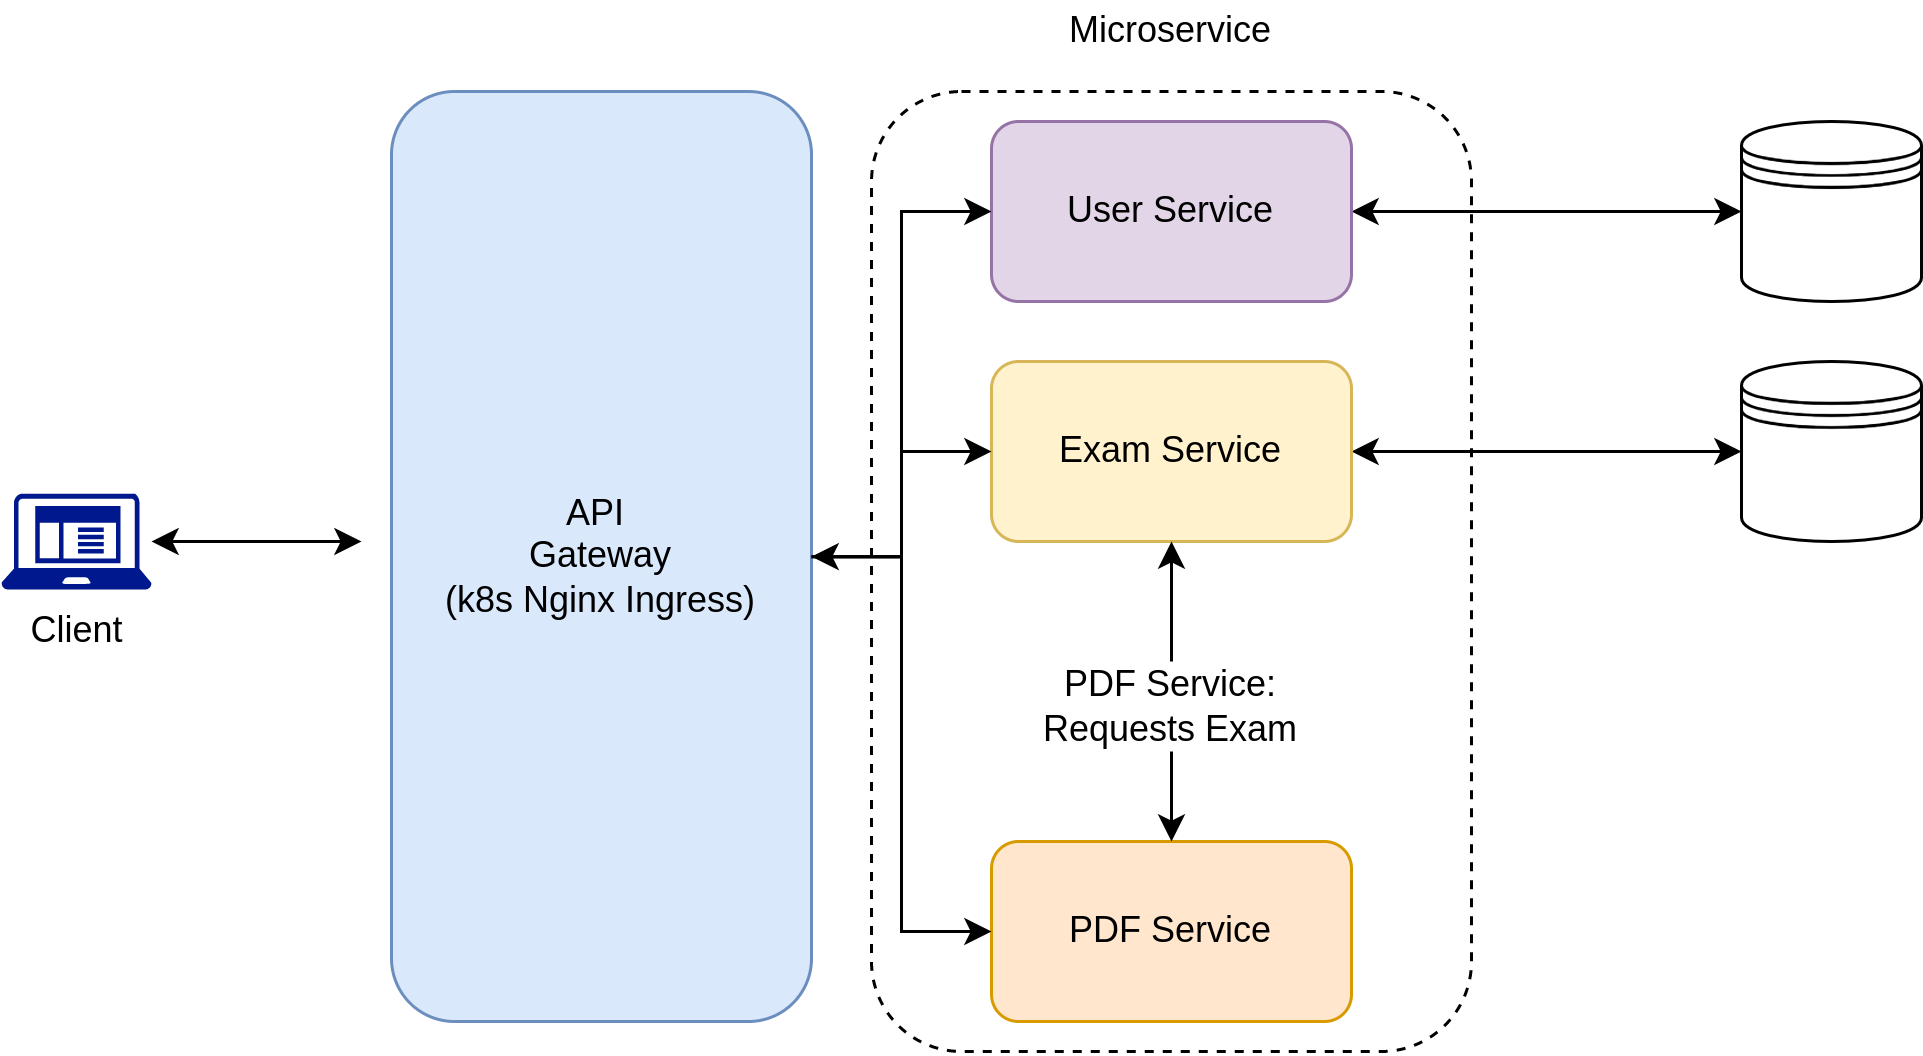 Microservice
User Service
Exam Service
API
Gateway
(k8s Nginx Ingress)
Client
PDF Service:
Requests Exam
PDF Service